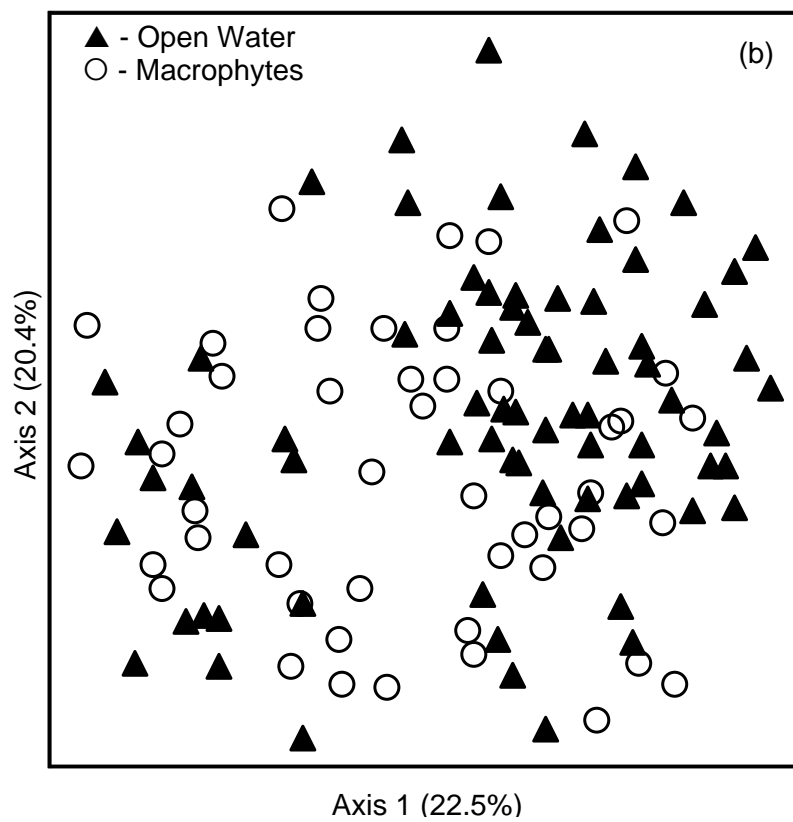 ▲ - Open Water
○ - Macrophytes
(b)
Axis 2 (20.4%)
Axis 1 (22.5%)